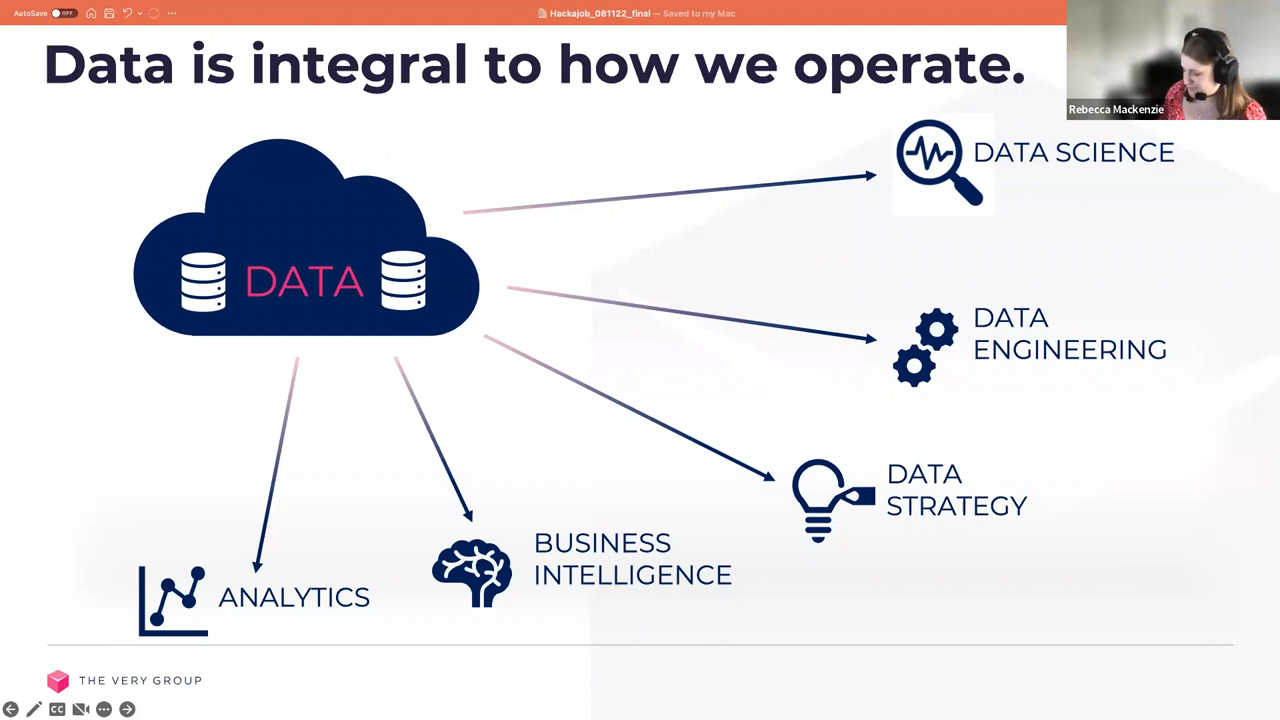 AutoSave OFF
Hackajob_081122_final — Saved to my Mac
Data is integral to how we operate.
Rebecca Mackenzie
DATA SCIENCE
DATA
DATA
ENGINEERING
DATA
STRATEGY
BUSINESS
INTELLIGENCE
ANALYTICS
THE VERY GROUP
CC